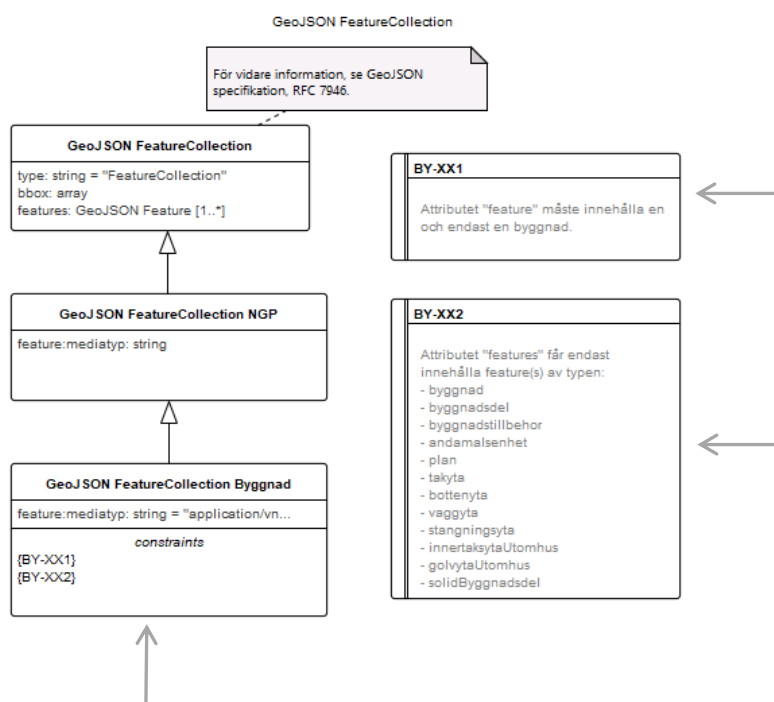 GeoJSON FeatureCollection
För vidare information, se GeoJSON
specifikation, RFC 7946.
GeoJSON FeatureCollection
type: string = "FeatureCollection"
bbox: array
features: GeoJSON Feature [1..*]
GeoJSON FeatureCollection NGP
feature:mediatyp: string
GeoJSON FeatureCollection Byggnad
feature:mediatyp: string = "application/vn...
constraints
{BY-XX1}
{BY-XX2}
BY-XX1
Attributet "feature" måste innehålla en
och endast en byggnad.
BY-XX2
Attributet "features" får endast
innehålla feature(s) av typen:
- byggnad
- byggnadsdel
- byggnadstillbehor
- andamalsenhet
- plan
- takyta
- bottenyta
- vaggyta
- stangningsyta
- innertaksytaUtomhus
- golvytaUtomhus
- solidByggnadsdel